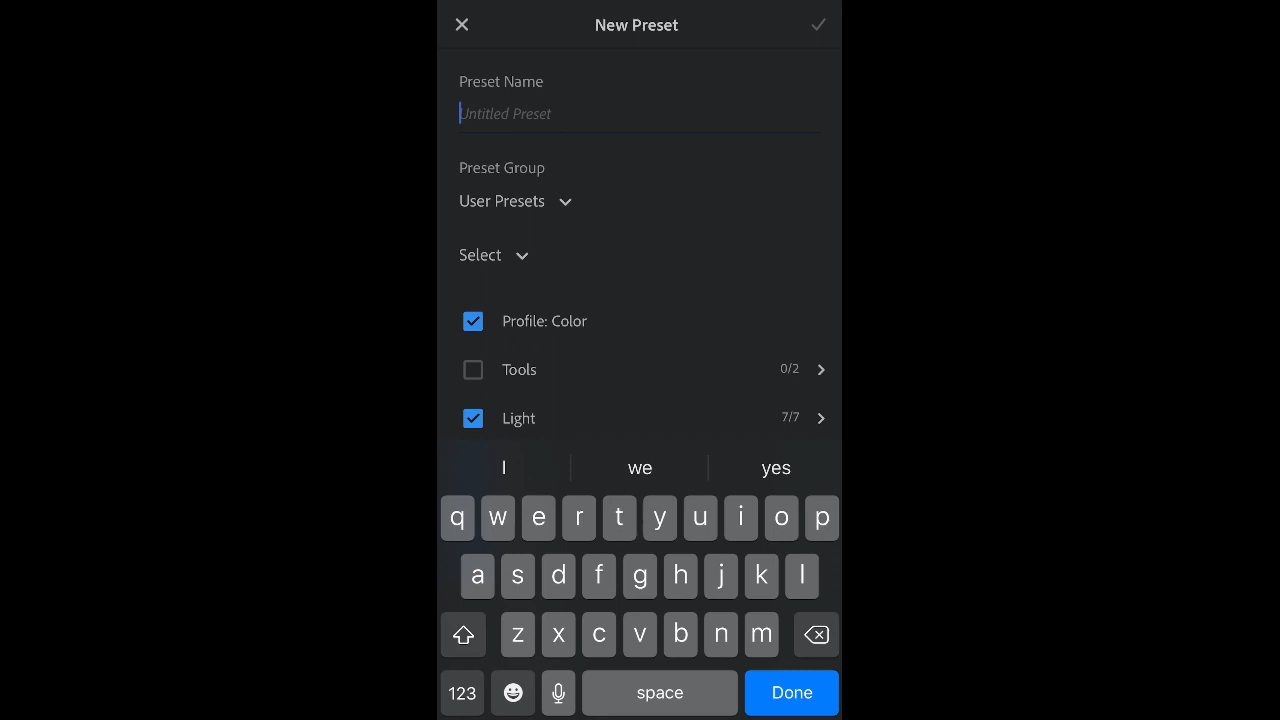 New Preset
Preset Name
Untitled Preset
Preset Group
User Presets
Select
Profile: Color
Tools 0/2
Light 7/7
I we yes
q w e r t y u i o p
a s d f g h j k l
z x c v b n m
123 space Done